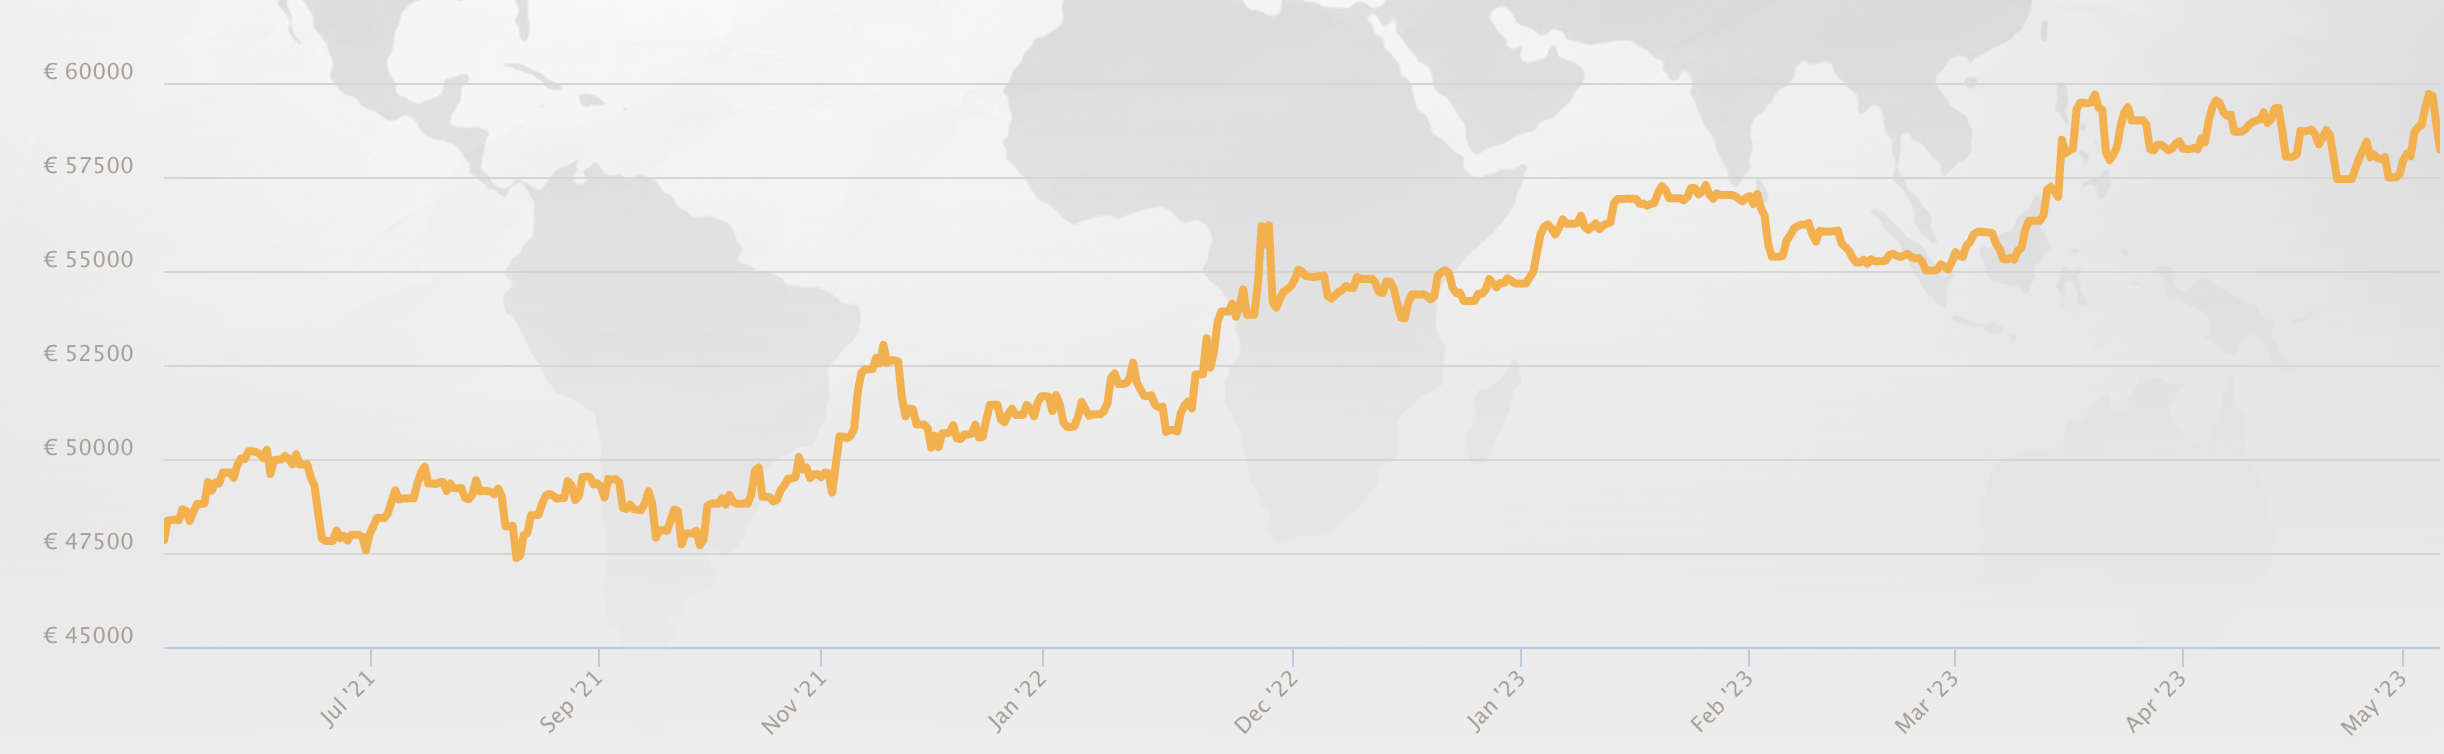 € 60000
€ 57500
€ 55000
€ 52500
€ 50000
€ 47500
€ 45000
Jul '21
Sep '21
Nov '21
Jan '22
Dec '22
Jan '23
Feb '23
Mar '23
Apr '23
May '23